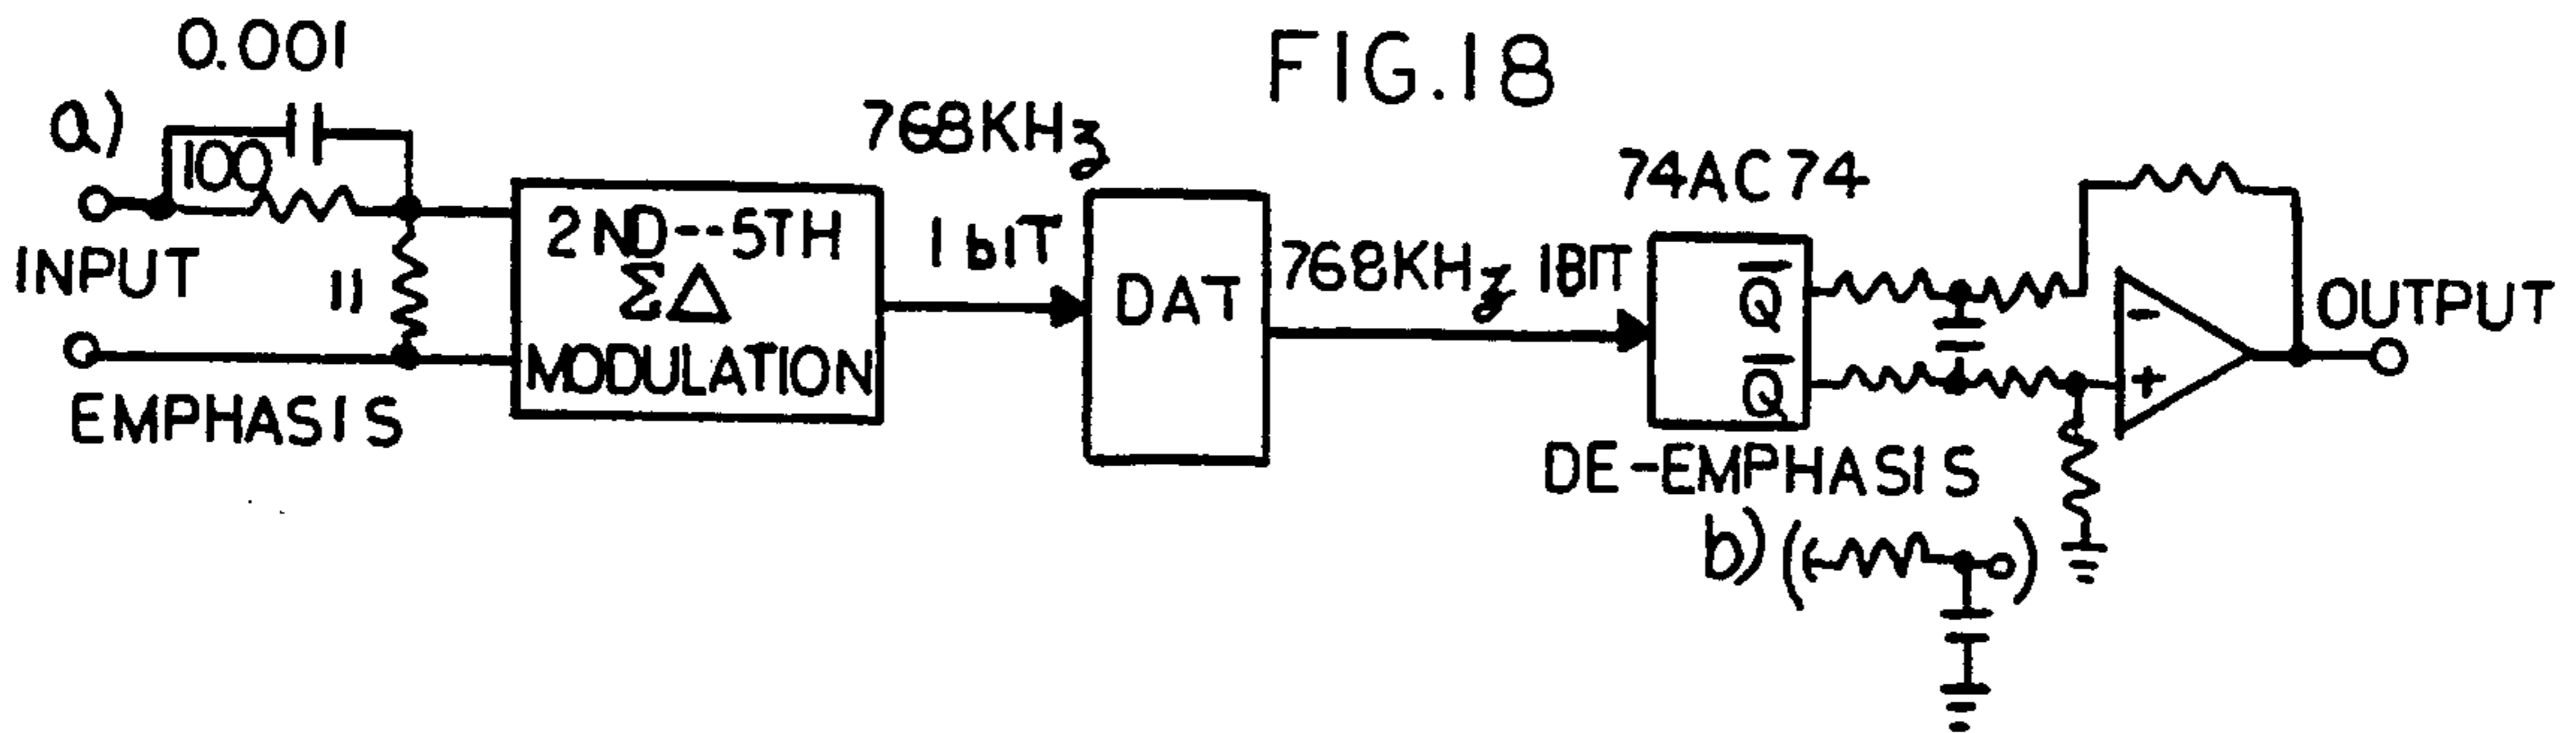 FIG.18
0.001
a)
100
INPUT
11
EMPHASIS
2ND--5TH
ΣΔ
MODULATION
768KHz
1 bIT
DAT
768KHz 1BIT
74AC74
Q̅
Q̅
DE-EMPHASIS
b)
-
+
OUTPUT